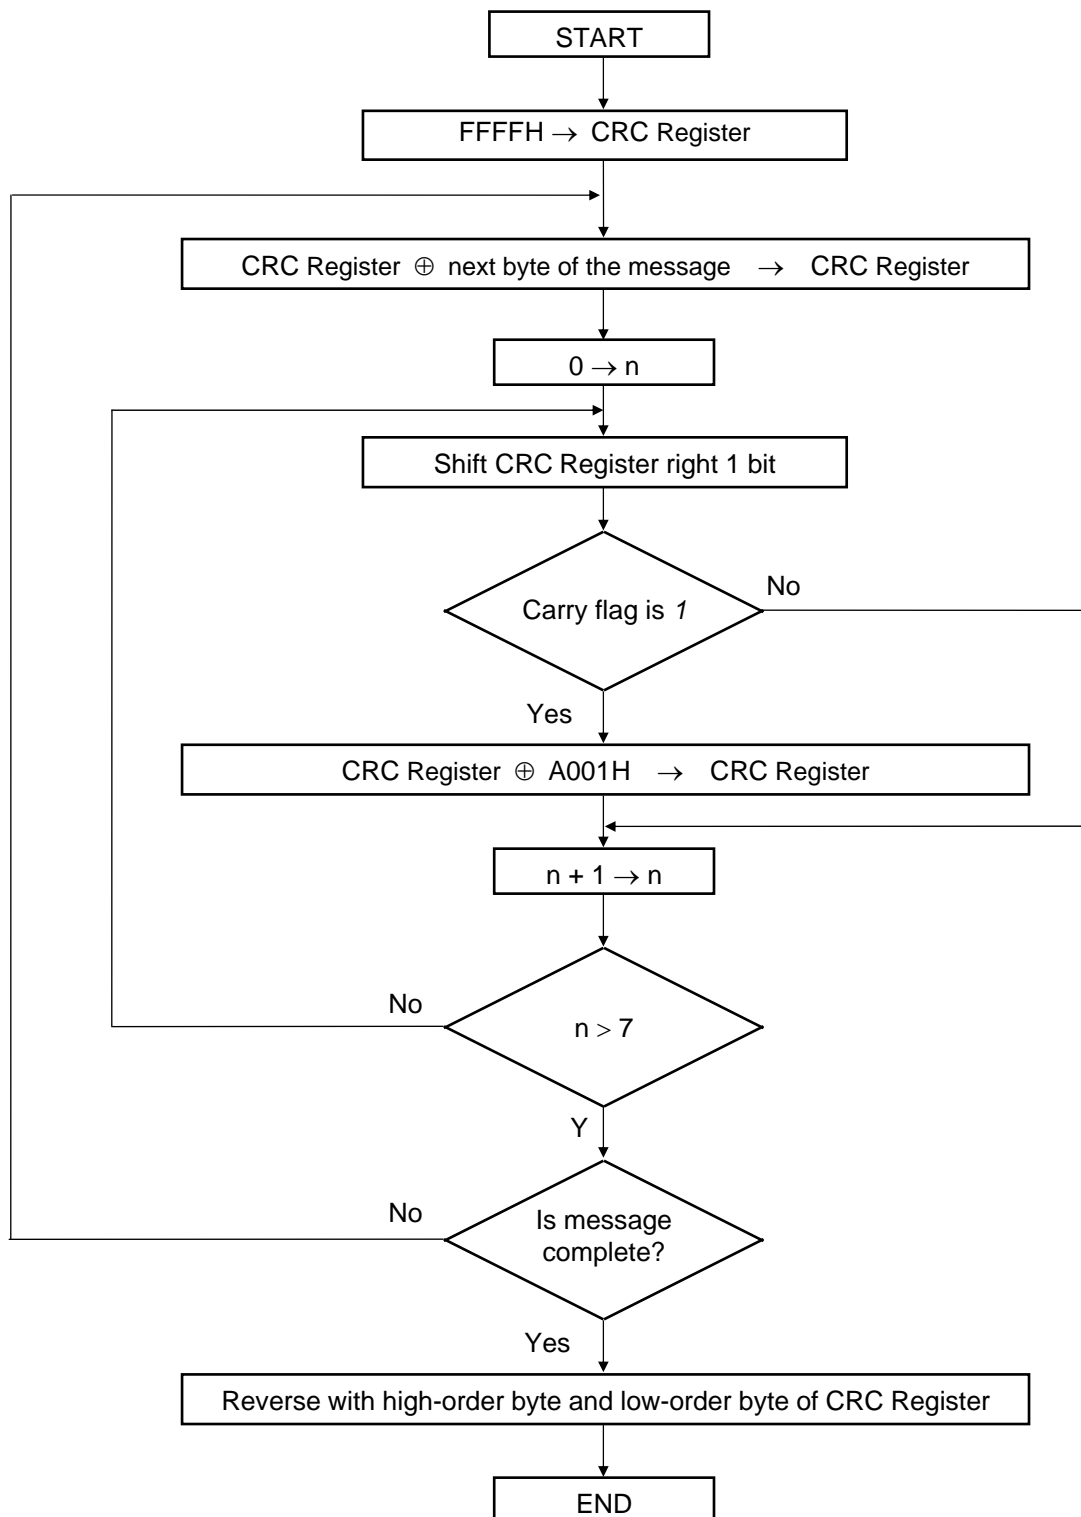 START
FFFFH → CRC Register
CRC Register ⊕ next byte of the message → CRC Register
0 → n
Shift CRC Register right 1 bit
No
Carry flag is 1
Yes
CRC Register ⊕ A001H → CRC Register
n + 1 → n
No
n > 7
Y
No
Is message
complete?
Yes
Reverse with high-order byte and low-order byte of CRC Register
END